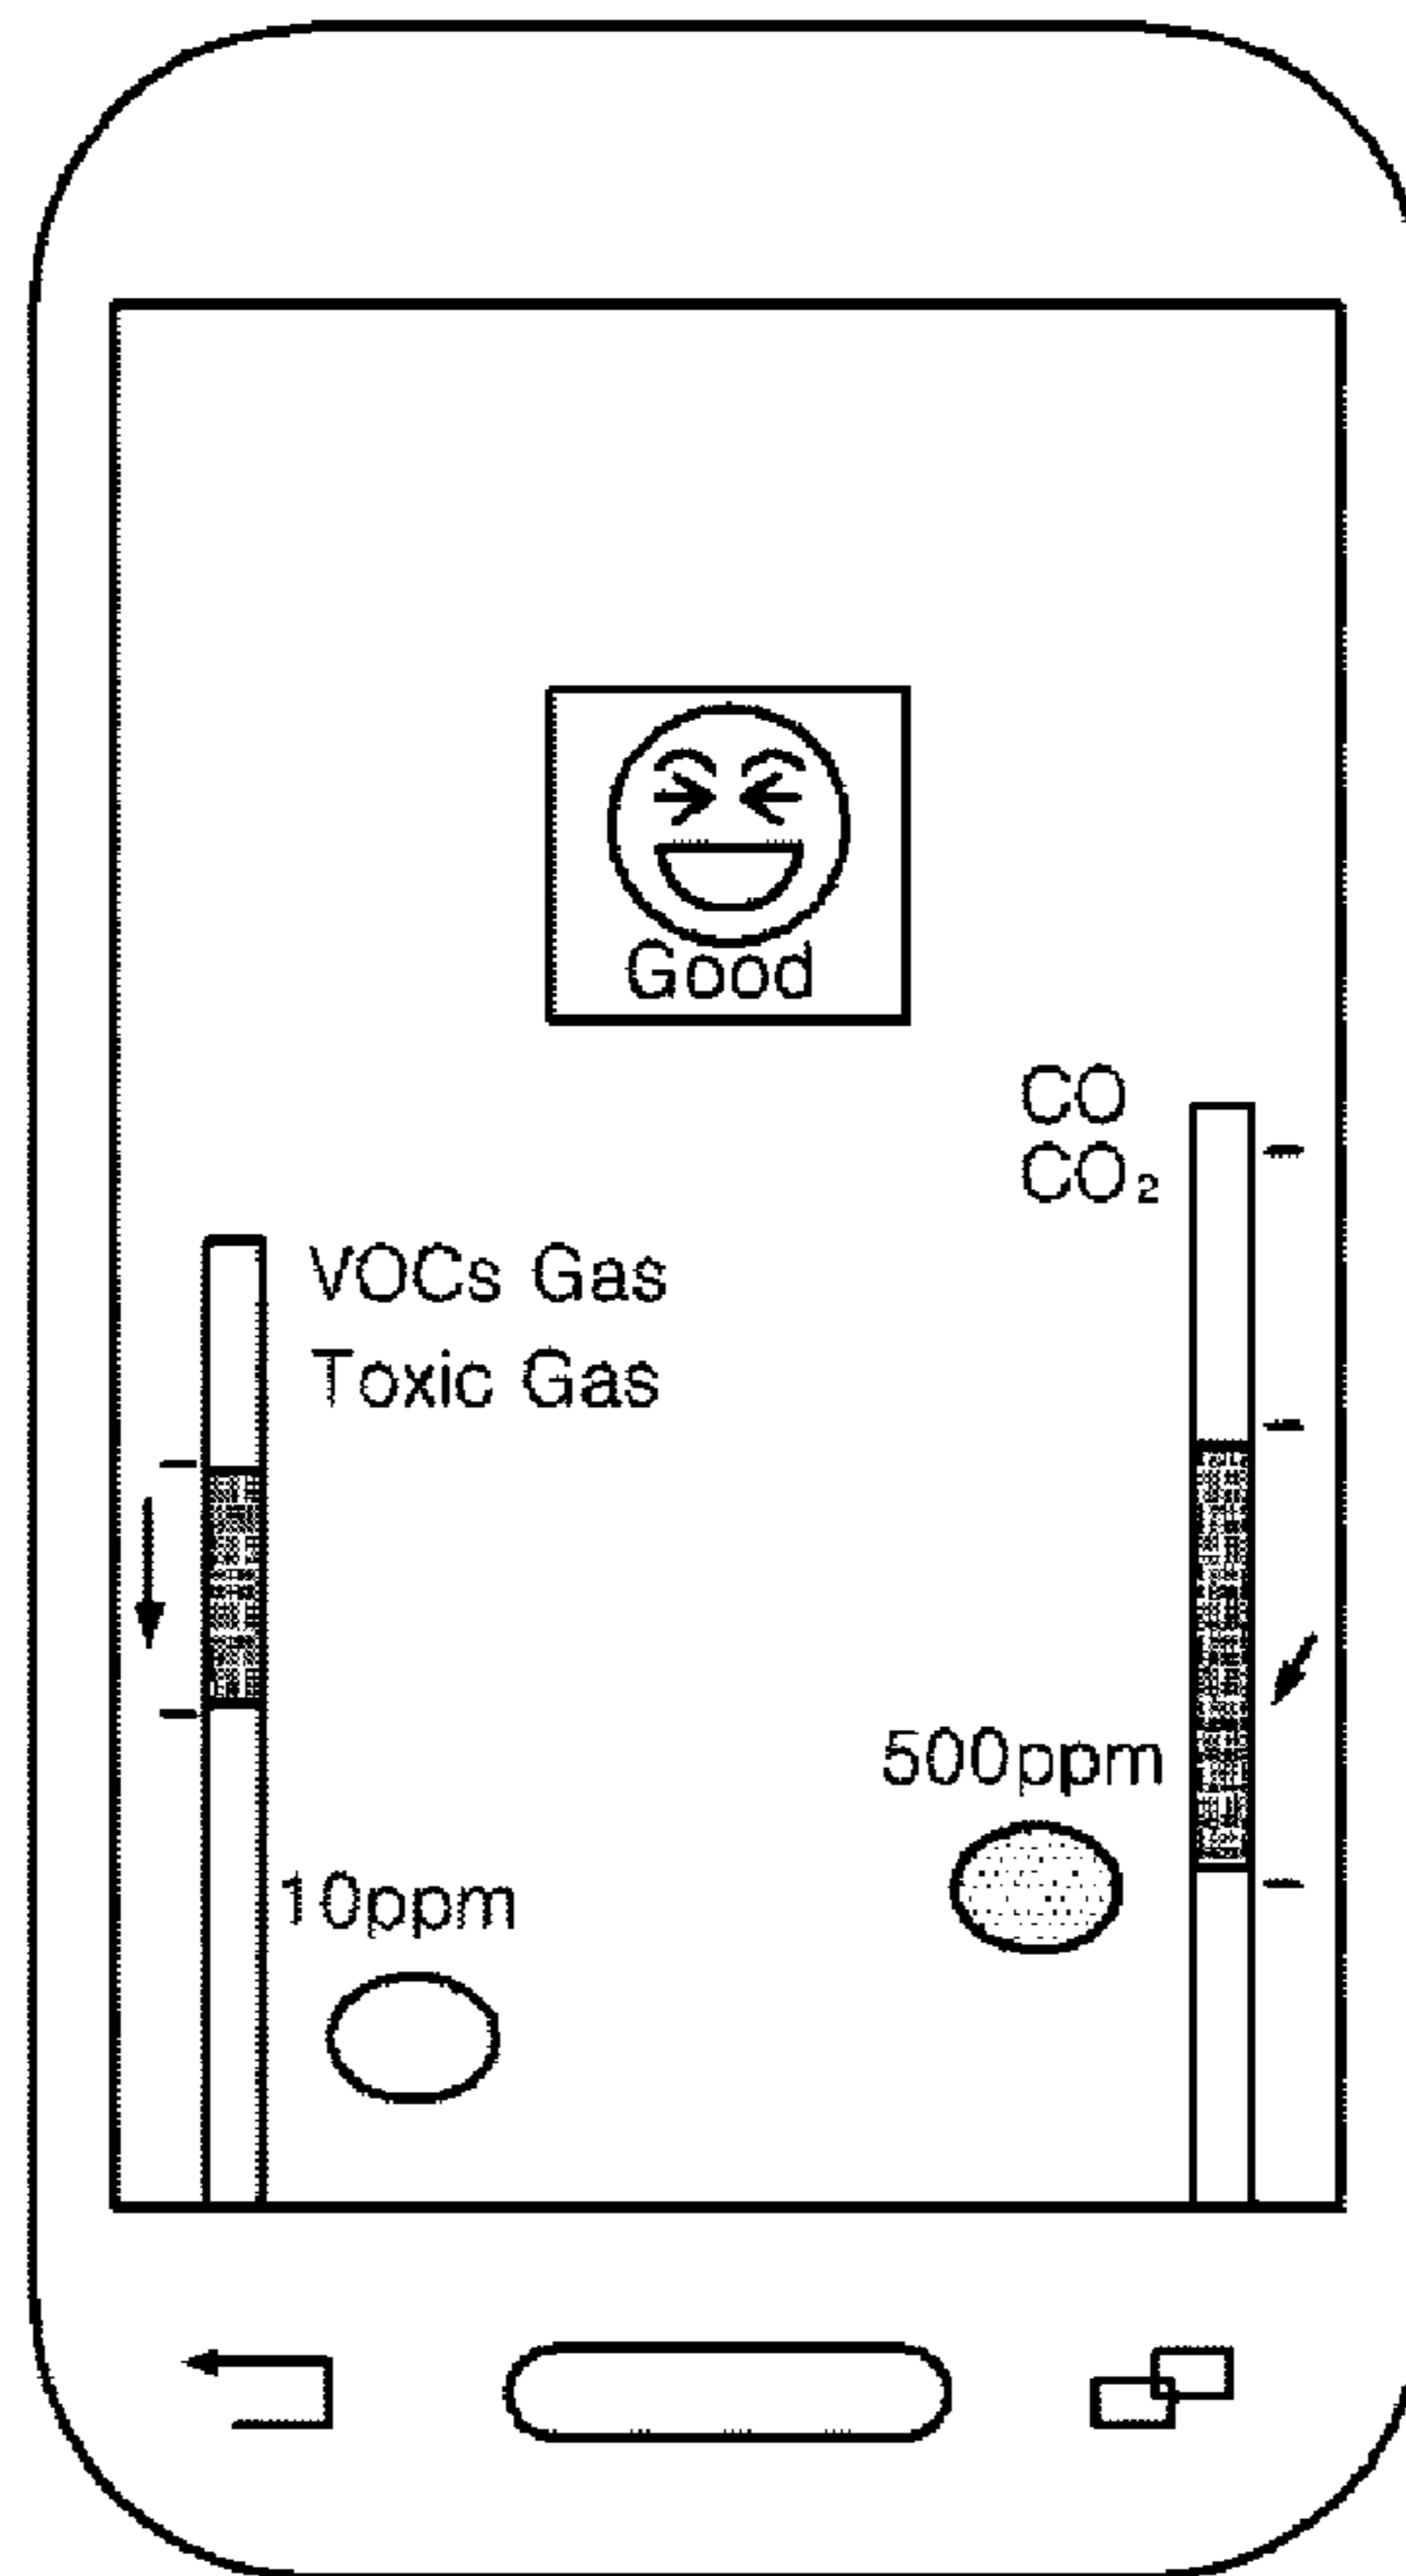 Good
CO
CO₂
VOCs Gas
Toxic Gas
500ppm
10ppm